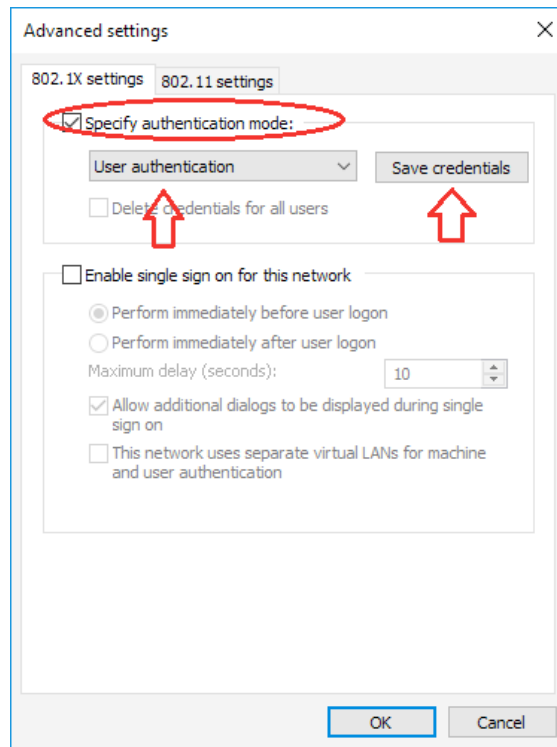 Advanced settings
802.1X settings
802.11 settings
Specify authentication mode:
User authentication
Save credentials
Delete credentials for all users
Enable single sign on for this network
Perform immediately before user logon
Perform immediately after user logon
Maximum delay (seconds):
10
Allow additional dialogs to be displayed during single
sign on
This network uses separate virtual LANs for machine
and user authentication
OK
Cancel